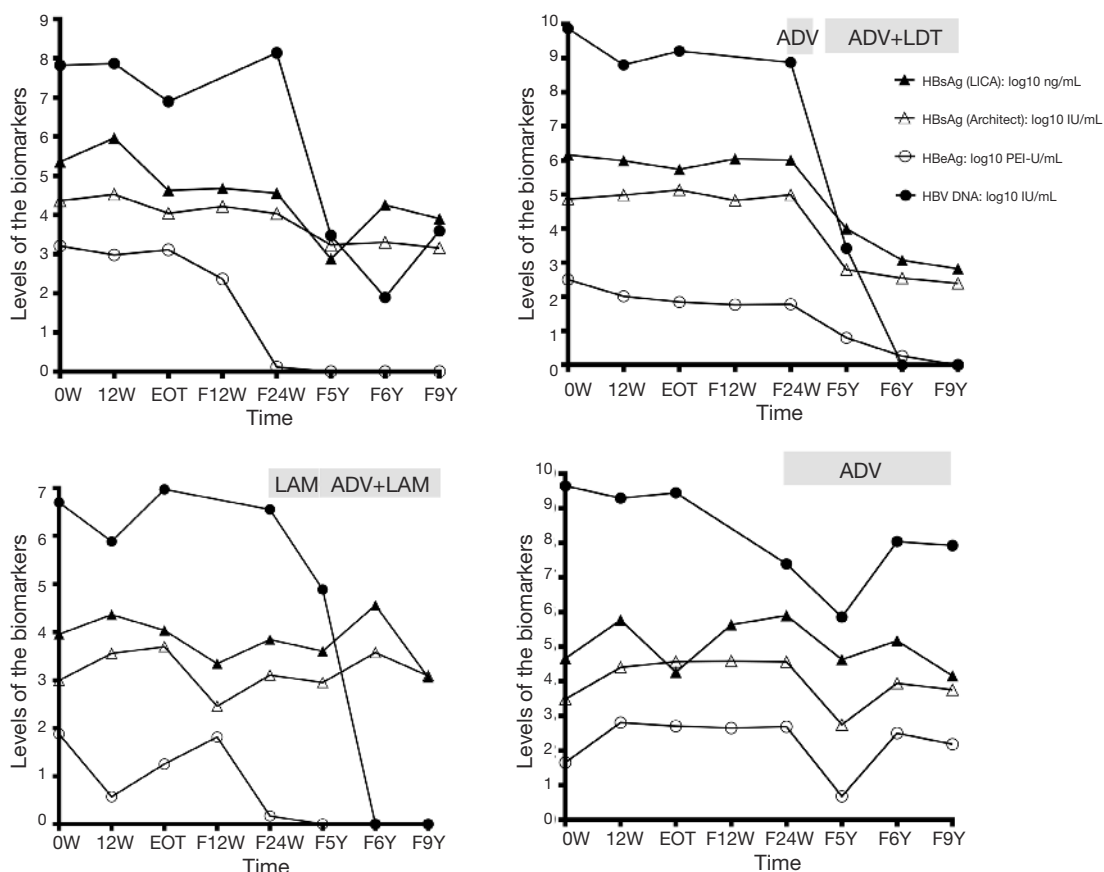 9
8
7
6
5
4
3
2
1
0
Levels of the biomarkers
0W 12W EOT F12W F24W F5Y F6Y F9Y
Time
ADV ADV+LDT
10
9
8
7
6
5
4
3
2
1
0
Levels of the biomarkers
0W 12W EOT F12W F24W F5Y F6Y F9Y
Time
HBsAg (LICA): log10 ng/mL
HBsAg (Architect): log10 IU/mL
HBeAg: log10 PEI-U/mL
HBV DNA: log10 IU/mL
LAM ADV+LAM
7
6
5
4
3
2
1
0
Levels of the biomarkers
0W 12W EOT F12W F24W F5Y F6Y F9Y
Time
ADV
10
9
8
7
6
5
4
3
2
1
0
Levels of the biomarkers
0W 12W EOT F12W F24W F5Y F6Y F9Y
Time